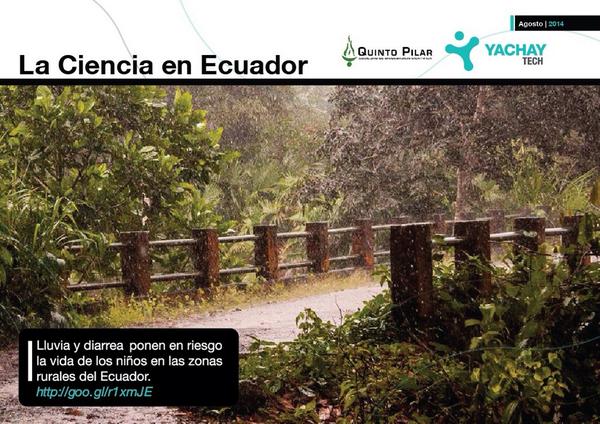 Agosto | 2014
La Ciencia en Ecuador
QUINTO PILAR
YACHAY
TECH
Lluvia y diarrea ponen en riesgo
la vida de los niños en las zonas
rurales del Ecuador.
http://goo.gl/r1xmJE